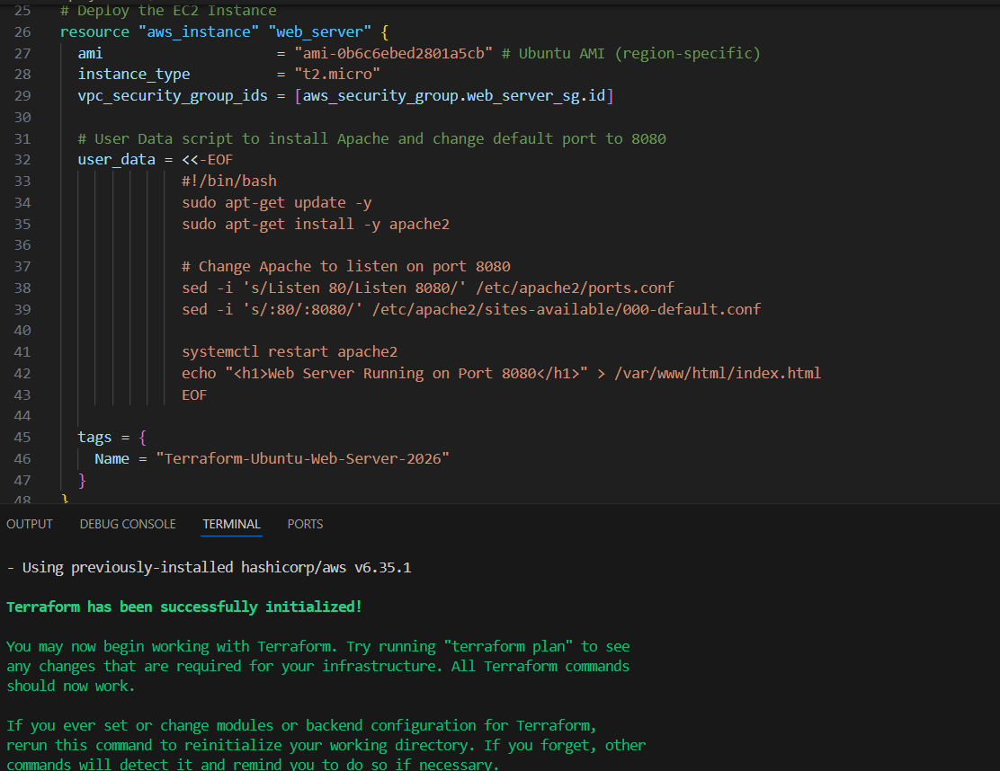 25 # Deploy the EC2 Instance
26 resource "aws_instance" "web_server" {
27 ami = "ami-0b6c6ebed2801a5cb" # Ubuntu AMI (region-specific)
28 instance_type = "t2.micro"
29 vpc_security_group_ids = [aws_security_group.web_server_sg.id]
30
31 # User Data script to install Apache and change default port to 8080
32 user_data = <<-EOF
33 #!/bin/bash
34 sudo apt-get update -y
35 sudo apt-get install -y apache2
36
37 # Change Apache to listen on port 8080
38 sed -i 's/Listen 80/Listen 8080/' /etc/apache2/ports.conf
39 sed -i 's/:80/:8080/' /etc/apache2/sites-available/000-default.conf
40
41 systemctl restart apache2
42 echo "<h1>Web Server Running on Port 8080</h1>" > /var/www/html/index.html
43 EOF
44
45 tags = {
46 Name = "Terraform-Ubuntu-Web-Server-2026"
47 }
48 }
OUTPUT DEBUG CONSOLE TERMINAL PORTS
- Using previously-installed hashicorp/aws v6.35.1
Terraform has been successfully initialized!
You may now begin working with Terraform. Try running "terraform plan" to see
any changes that are required for your infrastructure. All Terraform commands
should now work.
If you ever set or change modules or backend configuration for Terraform,
rerun this command to reinitialize your working directory. If you forget, other
commands will detect it and remind you to do so if necessary.